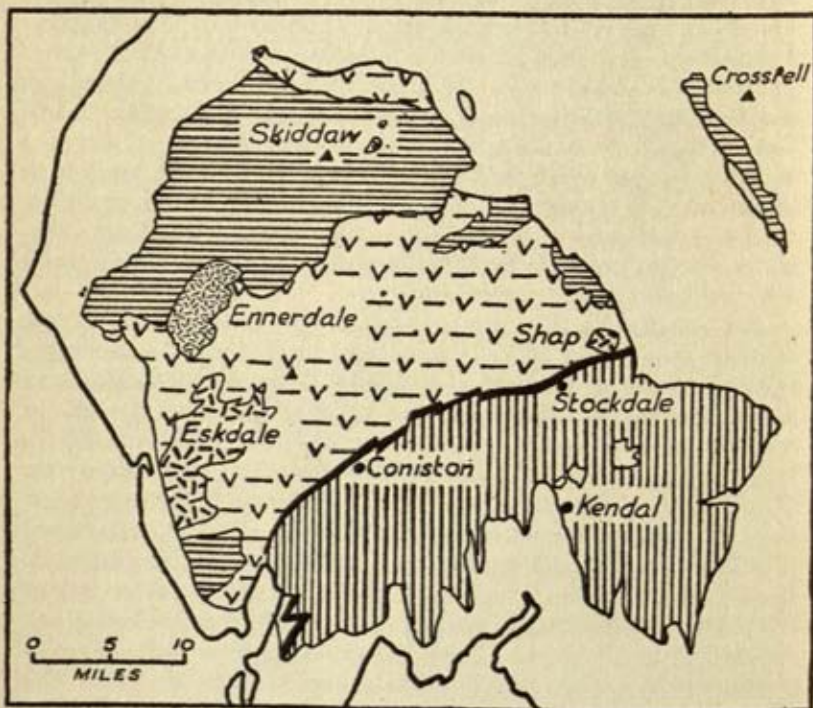 Crossfell
Skiddaw
Ennerdale
Shap
Stockdale
Eskdale
Coniston
Kendal
0 5 10
MILES